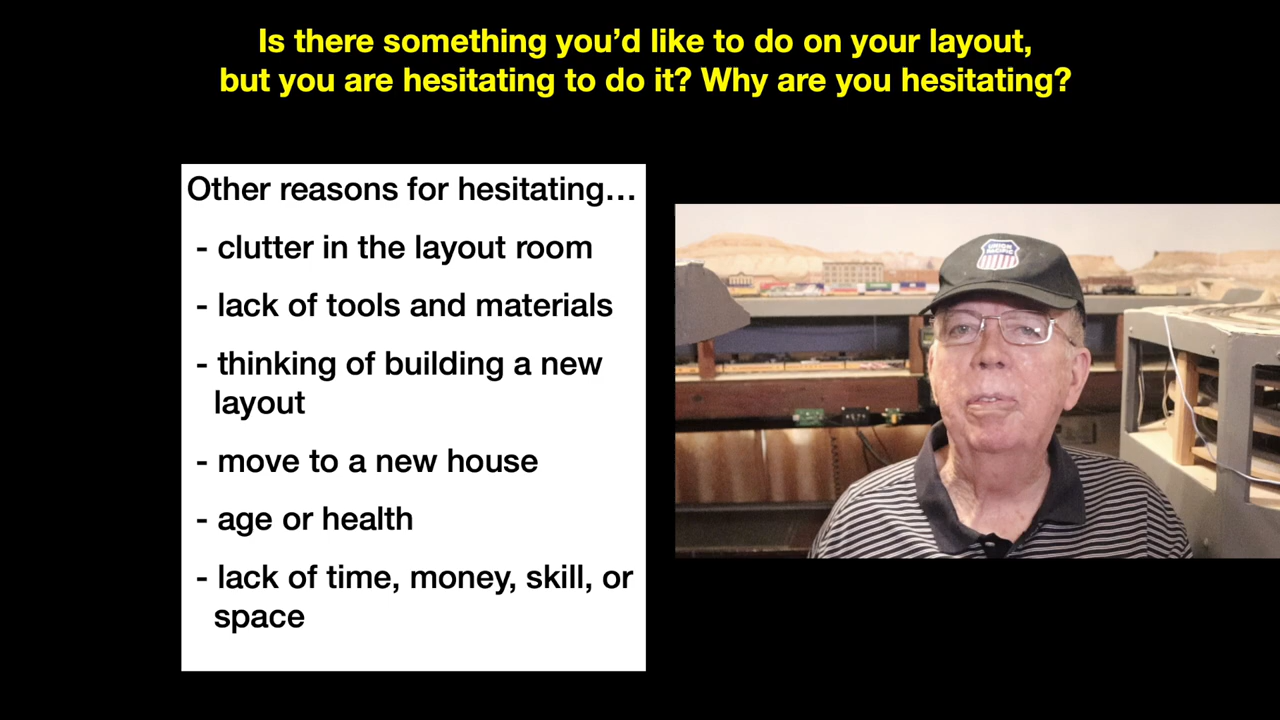 Is there something you’d like to do on your layout,
but you are hesitating to do it? Why are you hesitating?
Other reasons for hesitating…
- clutter in the layout room
- lack of tools and materials
- thinking of building a new
layout
- move to a new house
- age or health
- lack of time, money, skill, or
space
UNION
PACIFIC